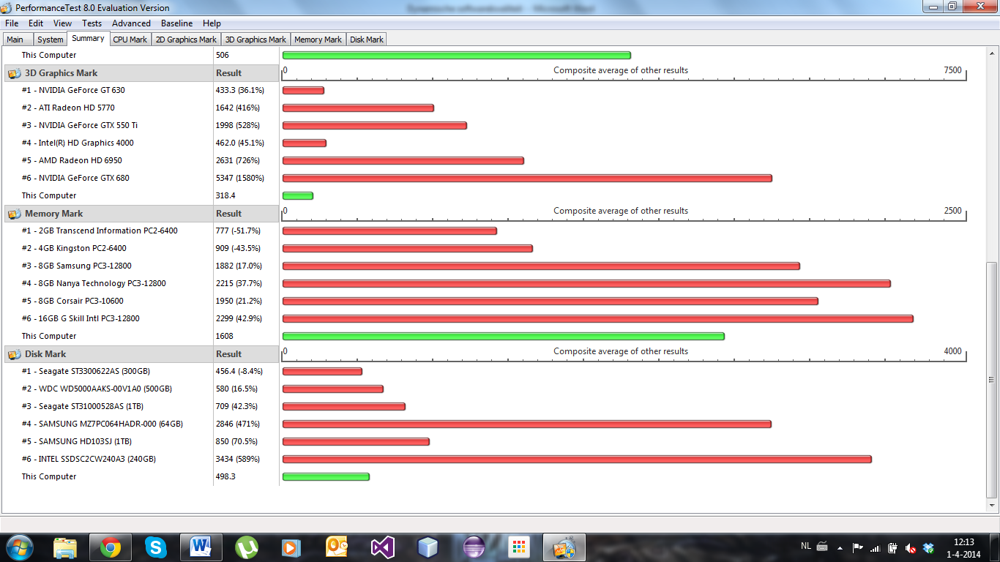 PerformanceTest 8.0 Evaluation Version
File Edit View Tests Advanced Baseline Help
Main System Summary CPU Mark 2D Graphics Mark 3D Graphics Mark Memory Mark Disk Mark
This Computer 506
3D Graphics Mark Result 0 Composite average of other results 7500
#1 - NVIDIA GeForce GT 630 433.3 (36.1%)
#2 - ATI Radeon HD 5770 1642 (416%)
#3 - NVIDIA GeForce GTX 550 Ti 1998 (528%)
#4 - Intel(R) HD Graphics 4000 462.0 (45.1%)
#5 - AMD Radeon HD 6950 2631 (726%)
#6 - NVIDIA GeForce GTX 680 5347 (1580%)
This Computer 318.4
Memory Mark Result 0 Composite average of other results 2500
#1 - 2GB Transcend Information PC2-6400 777 (-51.7%)
#2 - 4GB Kingston PC2-6400 909 (-43.5%)
#3 - 8GB Samsung PC3-12800 1882 (17.0%)
#4 - 8GB Nanya Technology PC3-12800 2215 (37.7%)
#5 - 8GB Corsair PC3-10600 1950 (21.2%)
#6 - 16GB G Skill Intl PC3-12800 2299 (42.9%)
This Computer 1608
Disk Mark Result 0 Composite average of other results 4000
#1 - Seagate ST3300622AS (300GB) 456.4 (-8.4%)
#2 - WDC WD5000AAKS-00V1A0 (500GB) 580 (16.5%)
#3 - Seagate ST31000528AS (1TB) 709 (42.3%)
#4 - SAMSUNG MZ7PC064HADR-000 (64GB) 2846 (471%)
#5 - SAMSUNG HD103SJ (1TB) 850 (70.5%)
#6 - INTEL SSDSC2CW240A3 (240GB) 3434 (589%)
This Computer 498.3
NL 12:13
1-4-2014